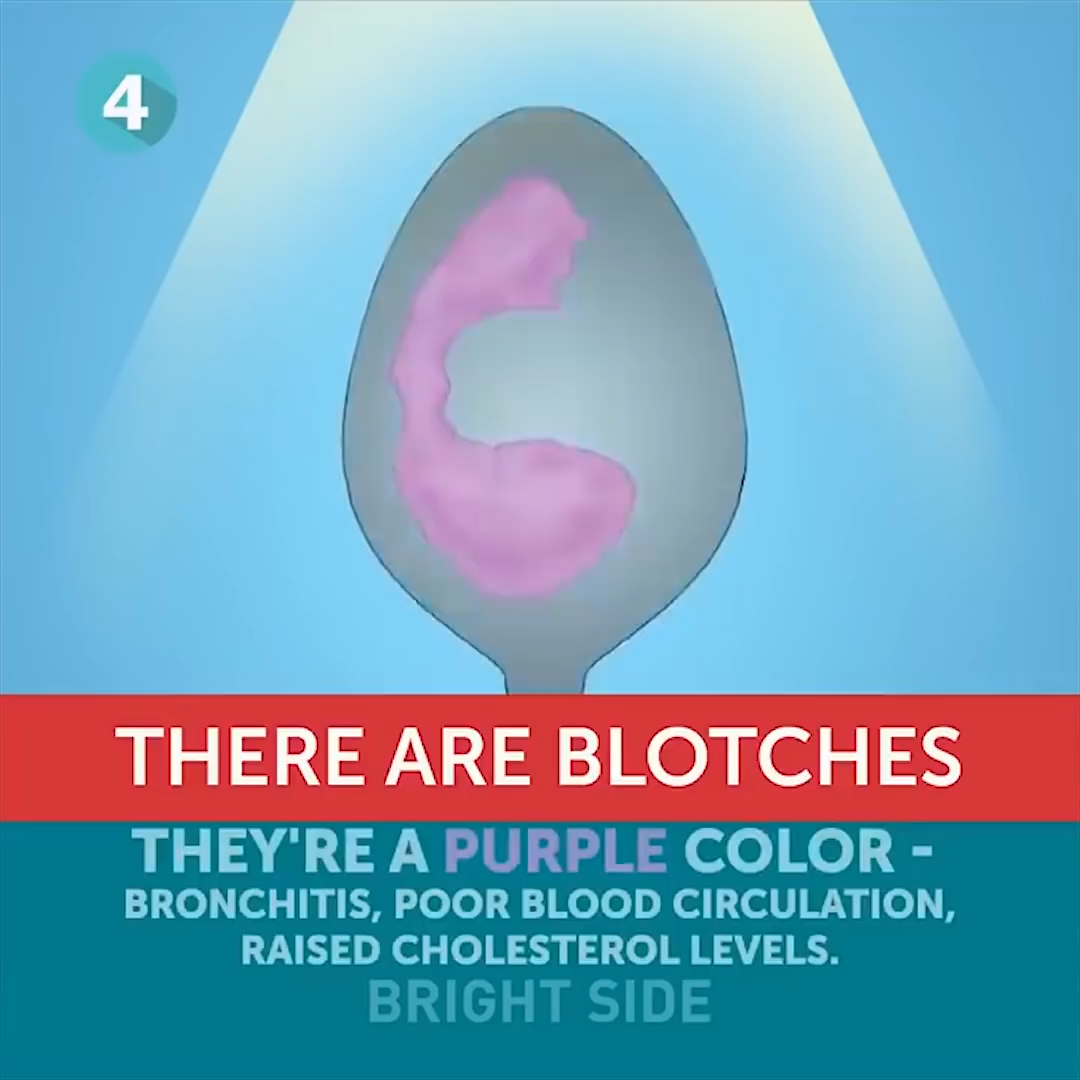 4
THERE ARE BLOTCHES
THEY'RE A PURPLE COLOR -
BRONCHITIS, POOR BLOOD CIRCULATION,
RAISED CHOLESTEROL LEVELS.
BRIGHT SIDE